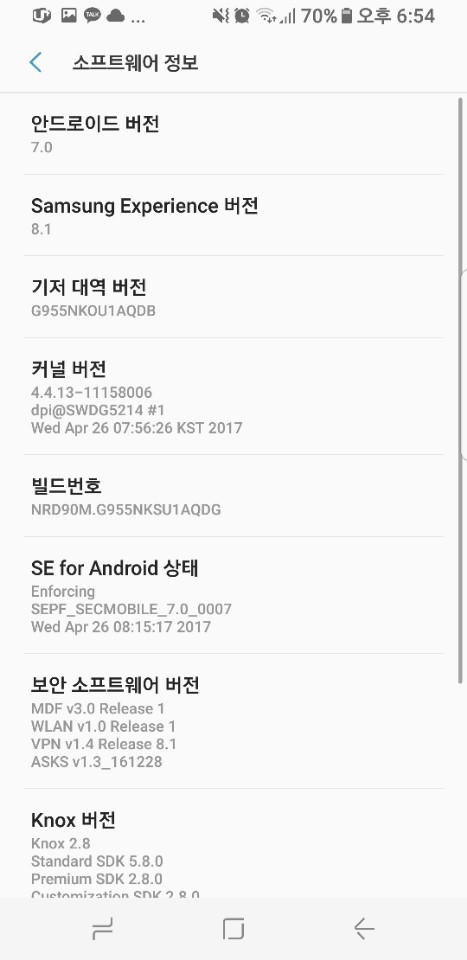 TALK
... 70% 오후 6:54
소프트웨어 정보
안드로이드 버전
7.0
Samsung Experience 버전
8.1
기저 대역 버전
G955NKOU1AQDB
커널 버전
4.4.13-11158006
dpi@SWDG5214 #1
Wed Apr 26 07:56:26 KST 2017
빌드번호
NRD90M.G955NKSU1AQDG
SE for Android 상태
Enforcing
SEPF_SECMOBILE_7.0_0007
Wed Apr 26 08:15:17 2017
보안 소프트웨어 버전
MDF v3.0 Release 1
WLAN v1.0 Release 1
VPN v1.4 Release 8.1
ASKS v1.3_161228
Knox 버전
Knox 2.8
Standard SDK 5.8.0
Premium SDK 2.8.0
Customization SDK 2.8.0